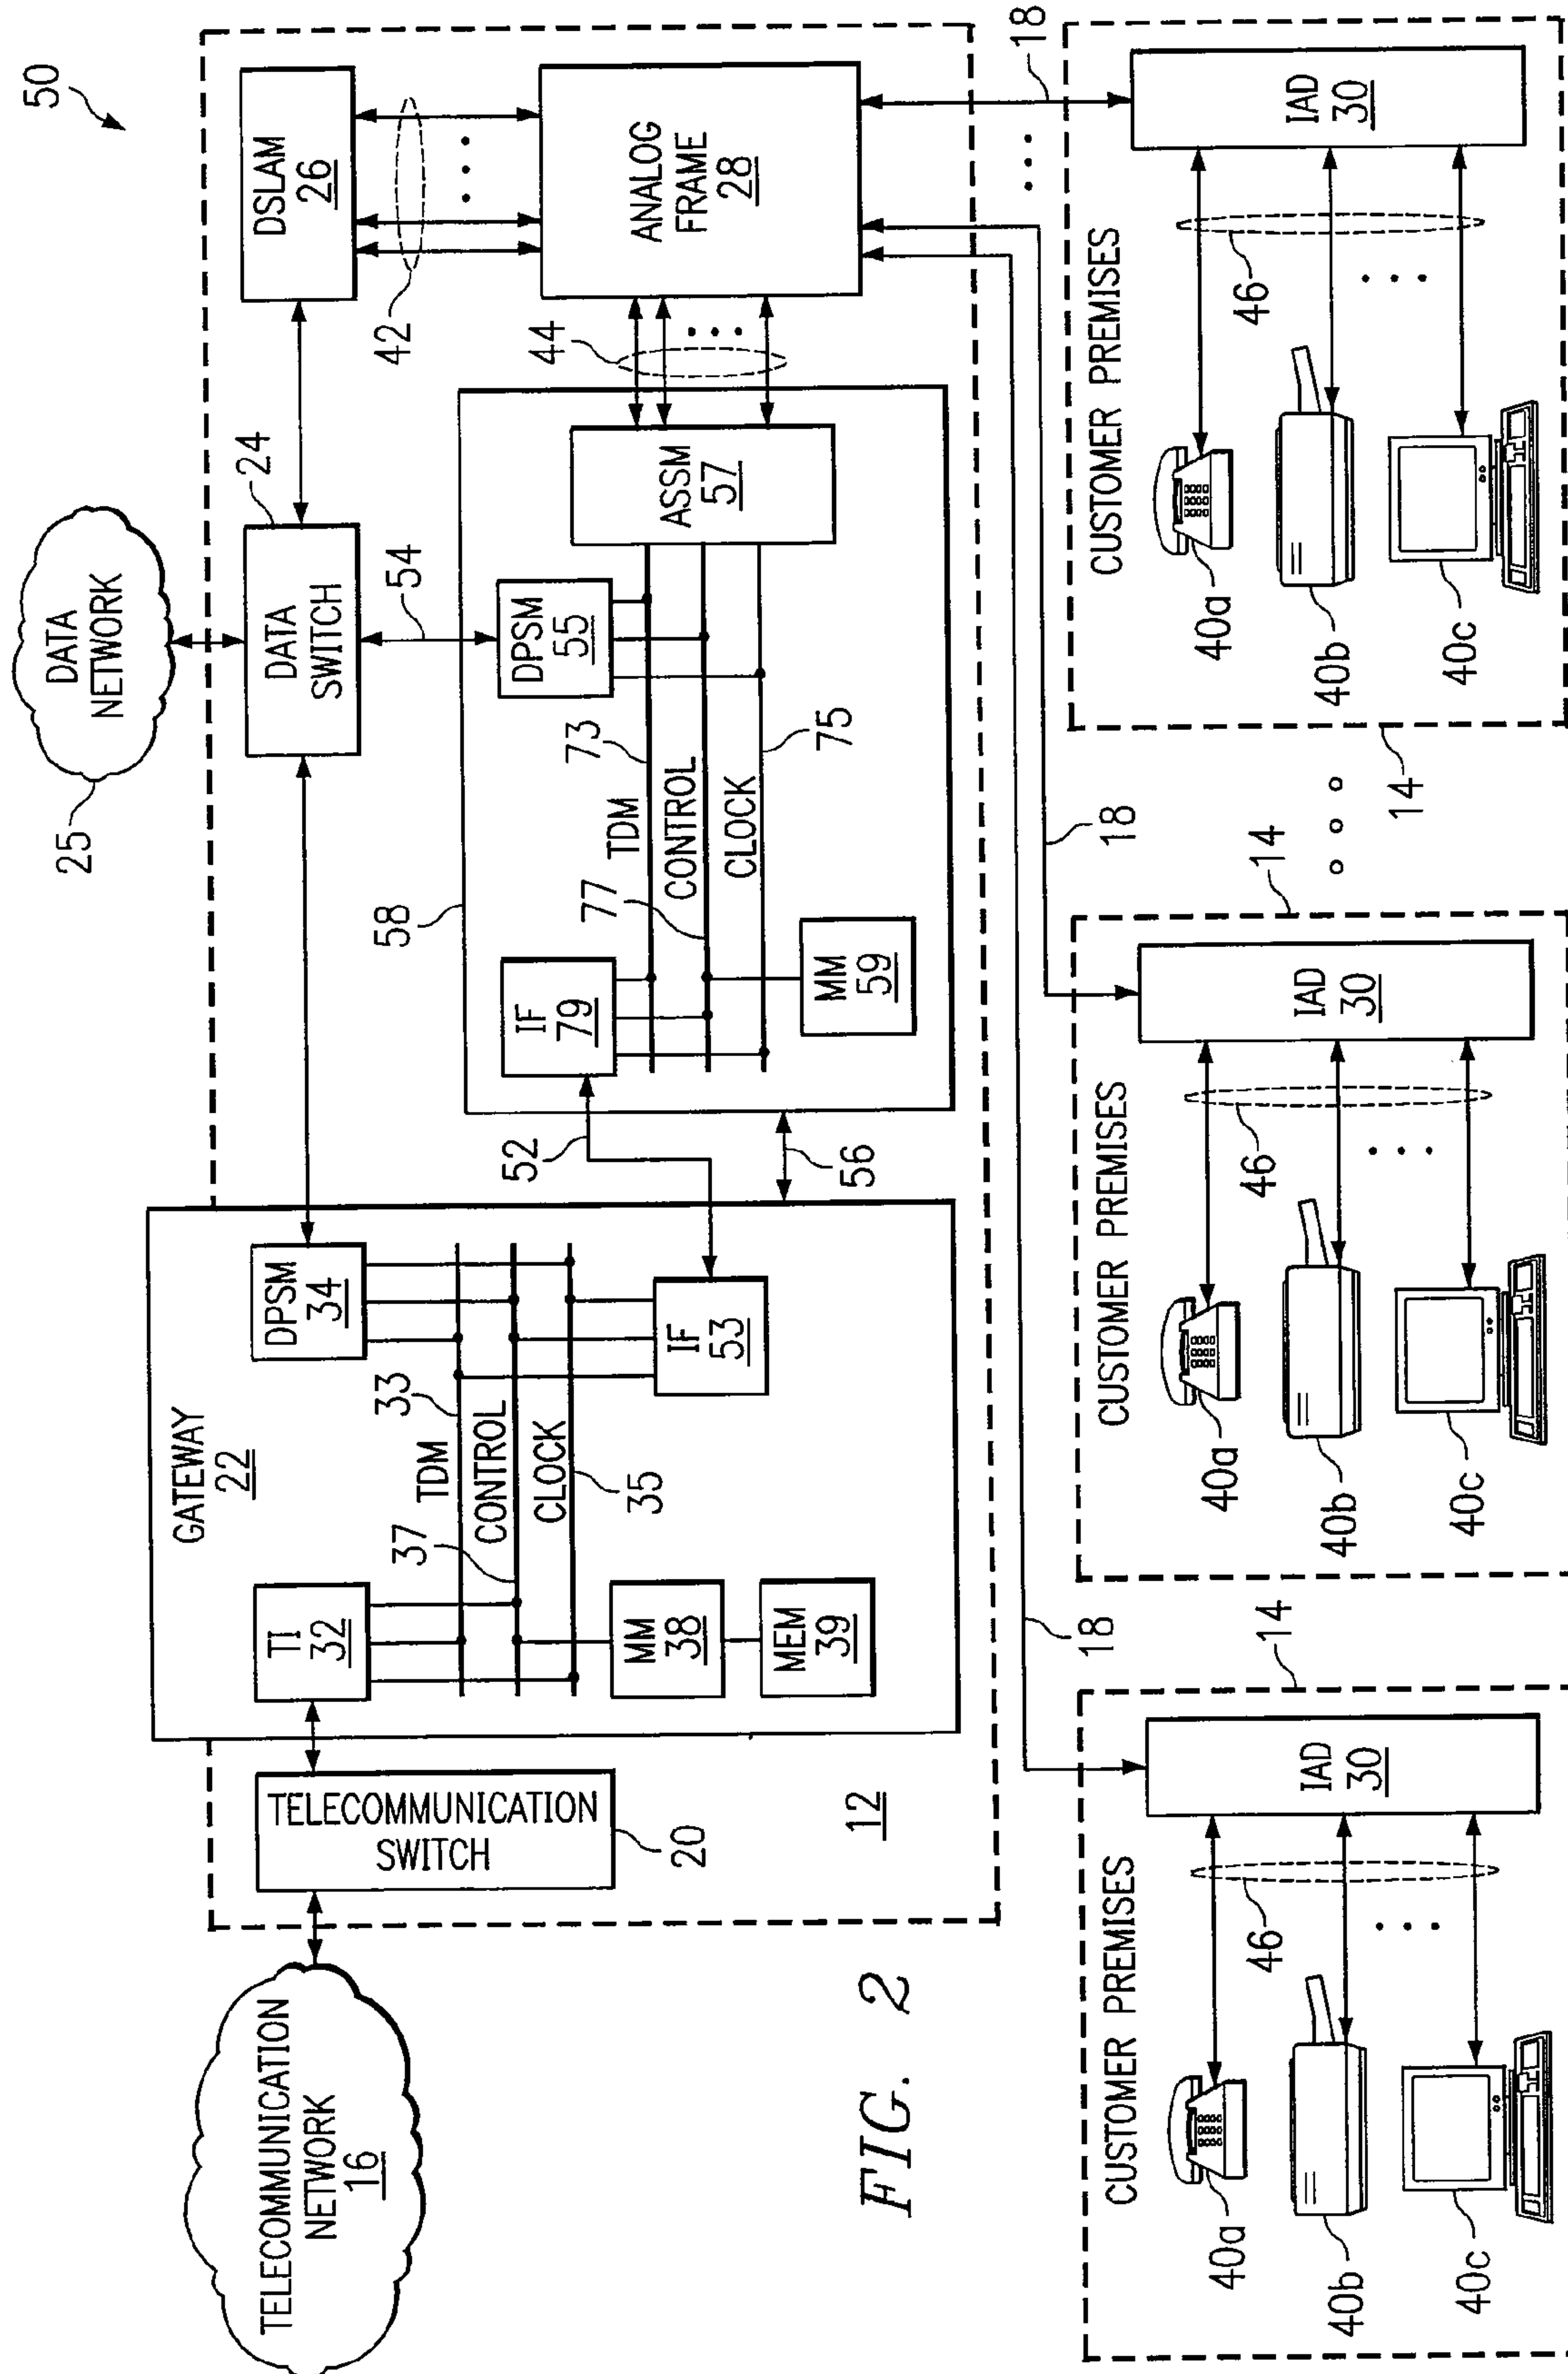 50
DATA
NETWORK
25
TELECOMMUNICATION
NETWORK
16
TELECOMMUNICATION
SWITCH
20
12
GATEWAY
22
TI
32
DPSM
34
33
TDM
CONTROL
37
CLOCK
35
MM
38
MEM
39
IF
53
52
56
DATA
SWITCH
24
54
58
IF
79
DPSM
55
73
TDM
CONTROL
77
CLOCK
75
MM
59
ASSM
57
44
DSLAM
26
42
ANALOG
FRAME
28
FIG. 2
18
18
18
14
CUSTOMER PREMISES
IAD
30
46
40a
40b
40c
14
CUSTOMER PREMISES
IAD
30
46
40a
40b
40c
14
CUSTOMER PREMISES
IAD
30
46
40a
40b
40c